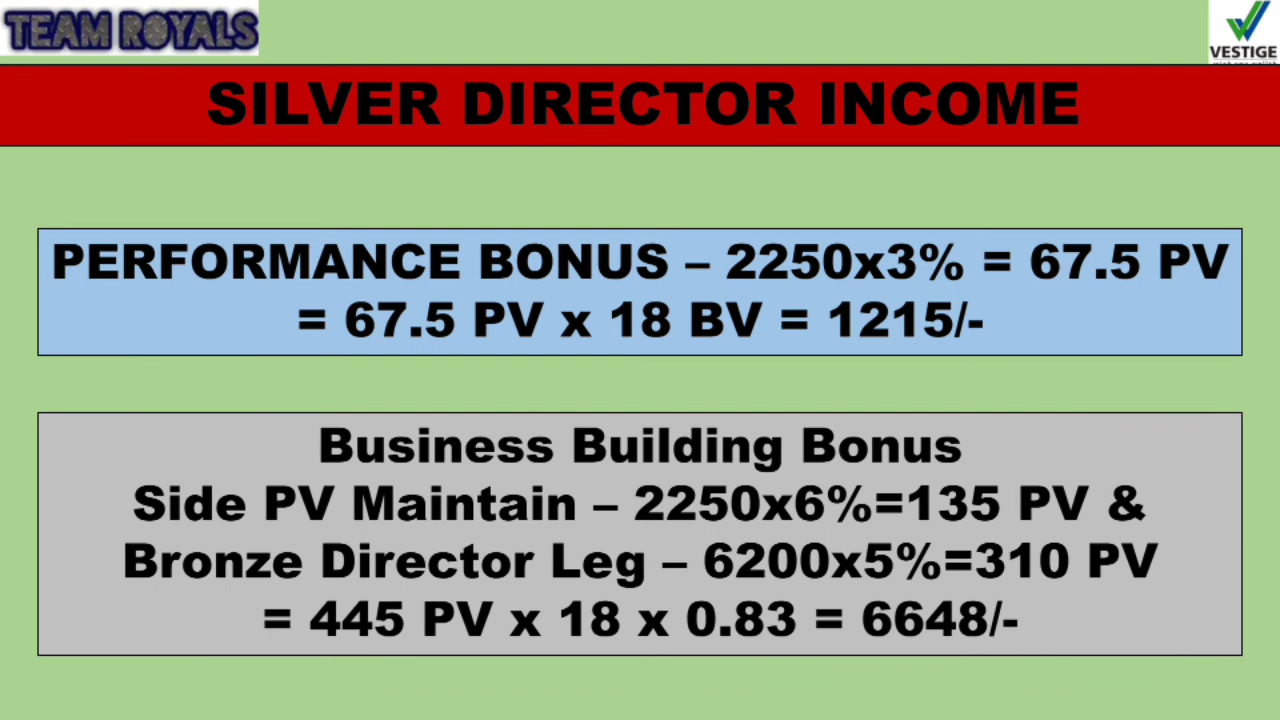 TEAM ROYALS
VESTIGE
SILVER DIRECTOR INCOME
PERFORMANCE BONUS – 2250x3% = 67.5 PV
= 67.5 PV x 18 BV = 1215/-
Business Building Bonus
Side PV Maintain – 2250x6%=135 PV &
Bronze Director Leg – 6200x5%=310 PV
= 445 PV x 18 x 0.83 = 6648/-